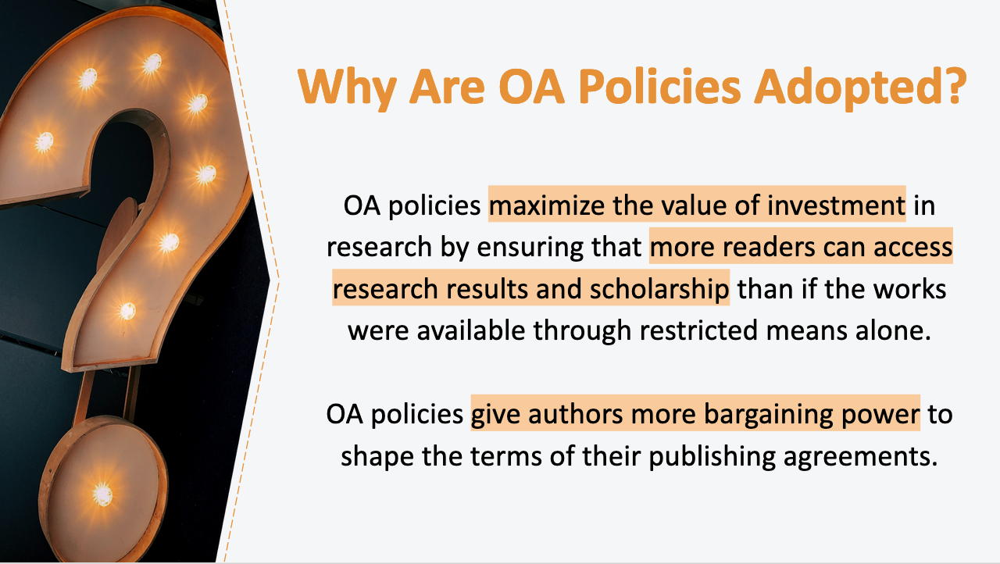 Why Are OA Policies Adopted?
OA policies maximize the value of investment in
research by ensuring that more readers can access
research results and scholarship than if the works
were available through restricted means alone.
OA policies give authors more bargaining power to
shape the terms of their publishing agreements.